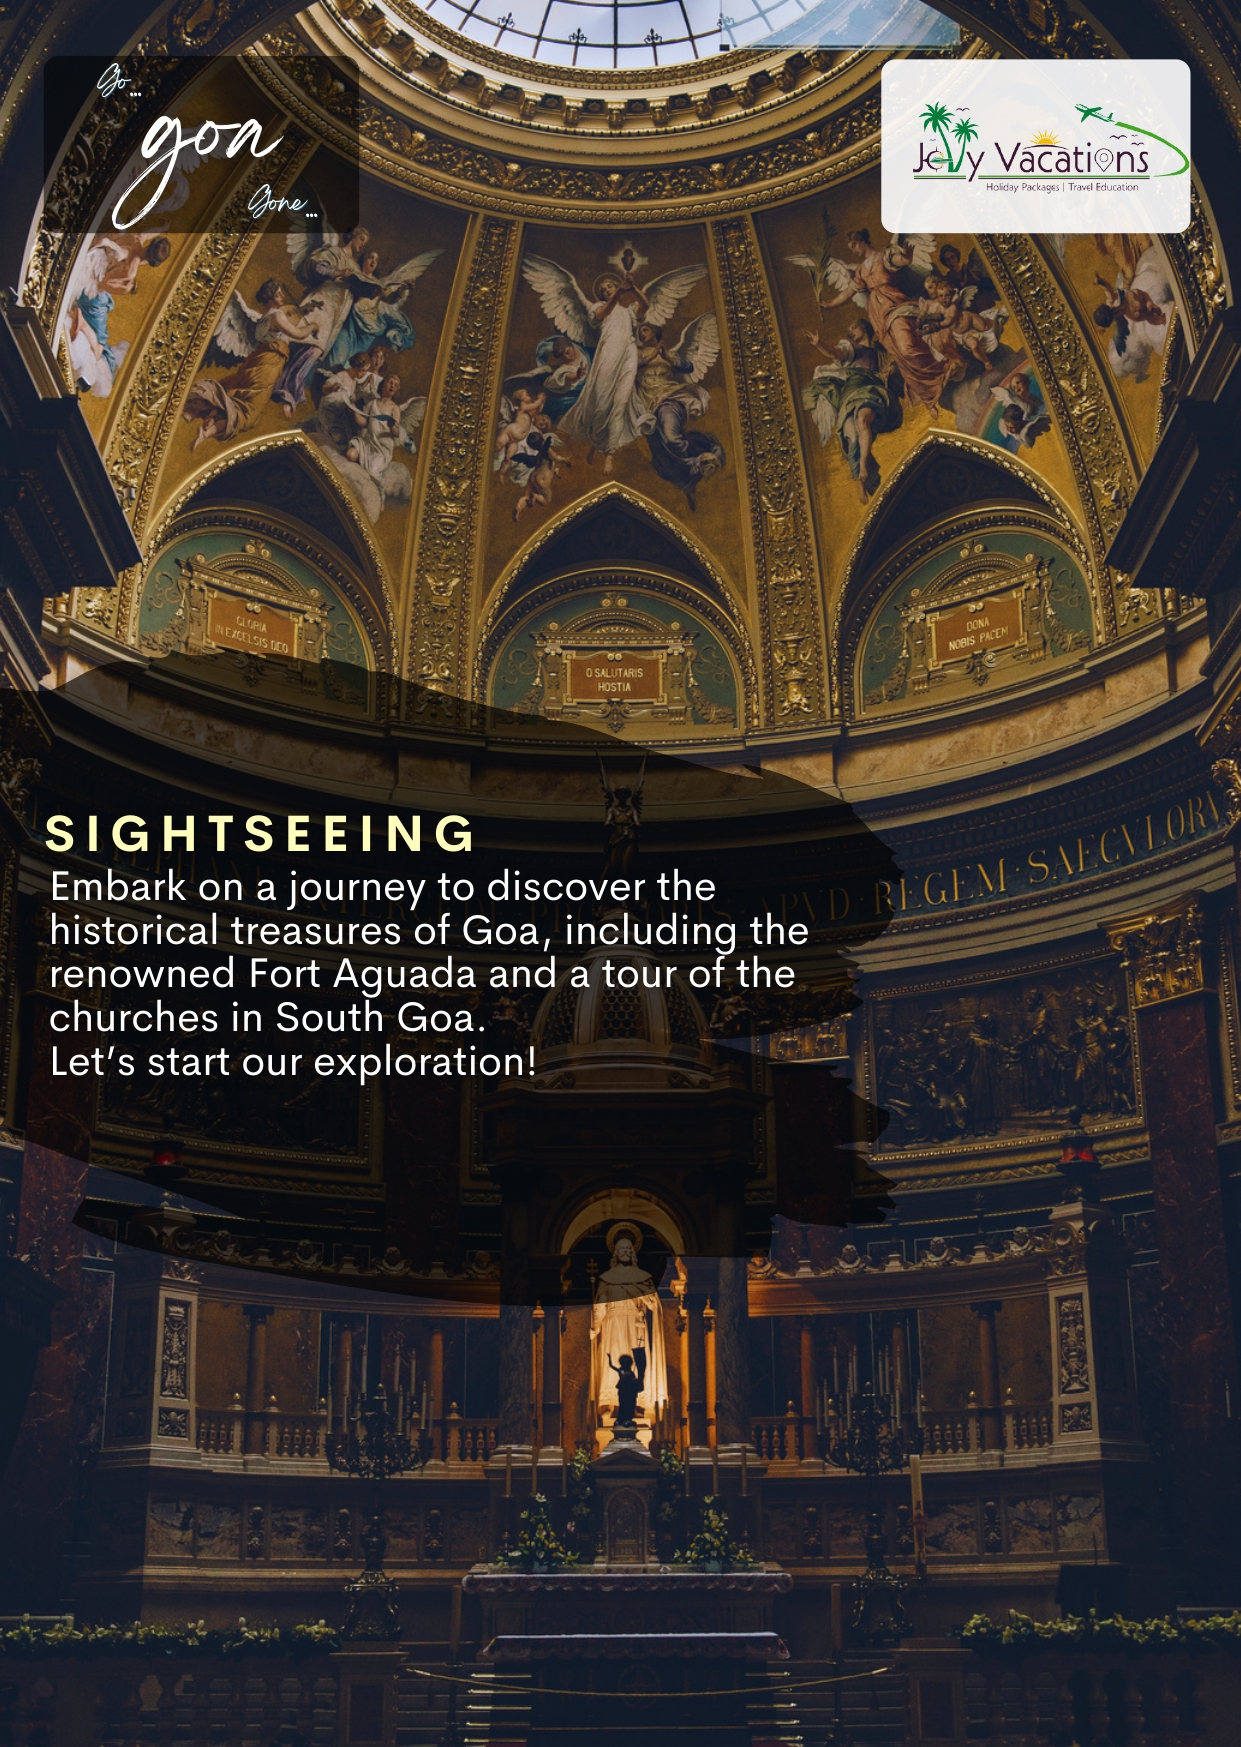 Go...
goa
Gone...
Jolly Vacations
Holiday Packages | Travel Education
GLORIA
IN EXCELSIS DEO
O SALUTARIS
HOSTIA
DONA
NOBIS PACEM
APVD REGEM SAECVLORV
SIGHTSEEING
Embark on a journey to discover the
historical treasures of Goa, including the
renowned Fort Aguada and a tour of the
churches in South Goa.
Let's start our exploration!